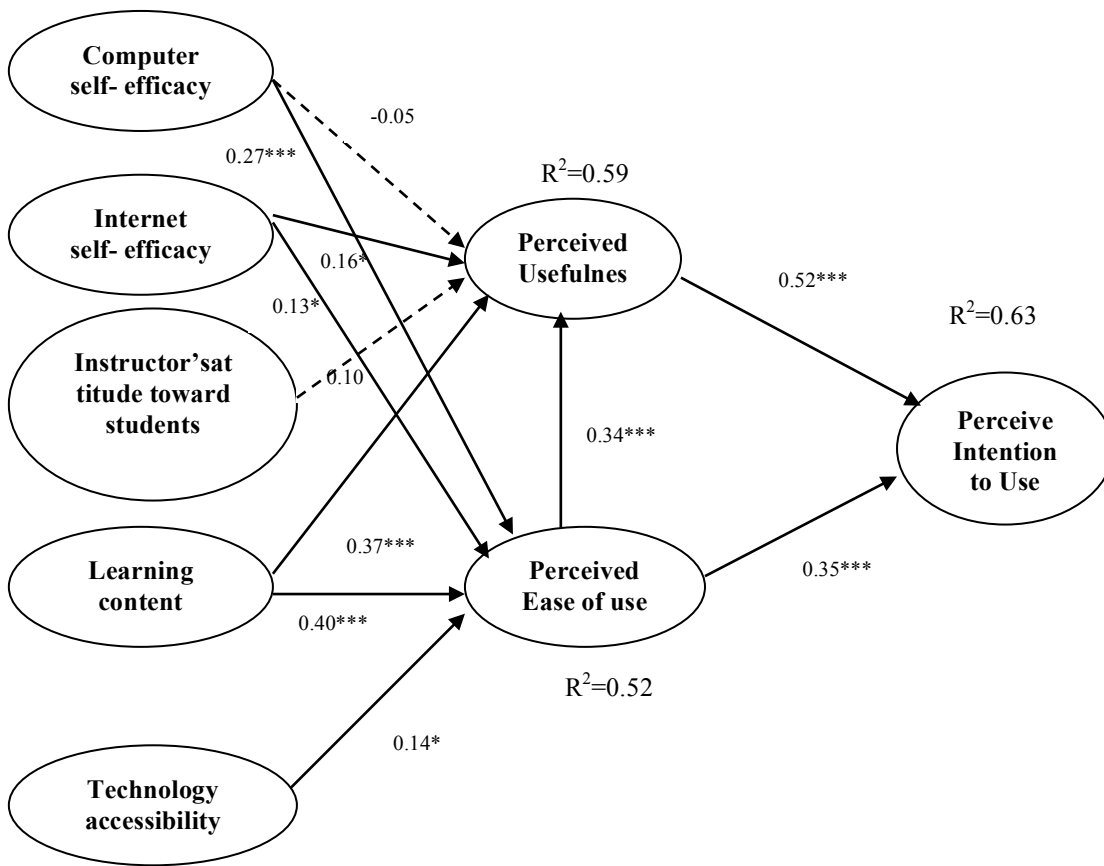 Computer
self- efficacy
-0.05
0.27***
R²=0.59
Internet
self- efficacy
Perceived
Usefulnes
0.16*
0.13*
0.52***
R²=0.63
Instructor’sat
titude toward
students
0.10
0.34***
Perceive
Intention
to Use
Learning
content
0.37***
0.40***
Perceived
Ease of use
0.35***
R²=0.52
0.14*
Technology
accessibility